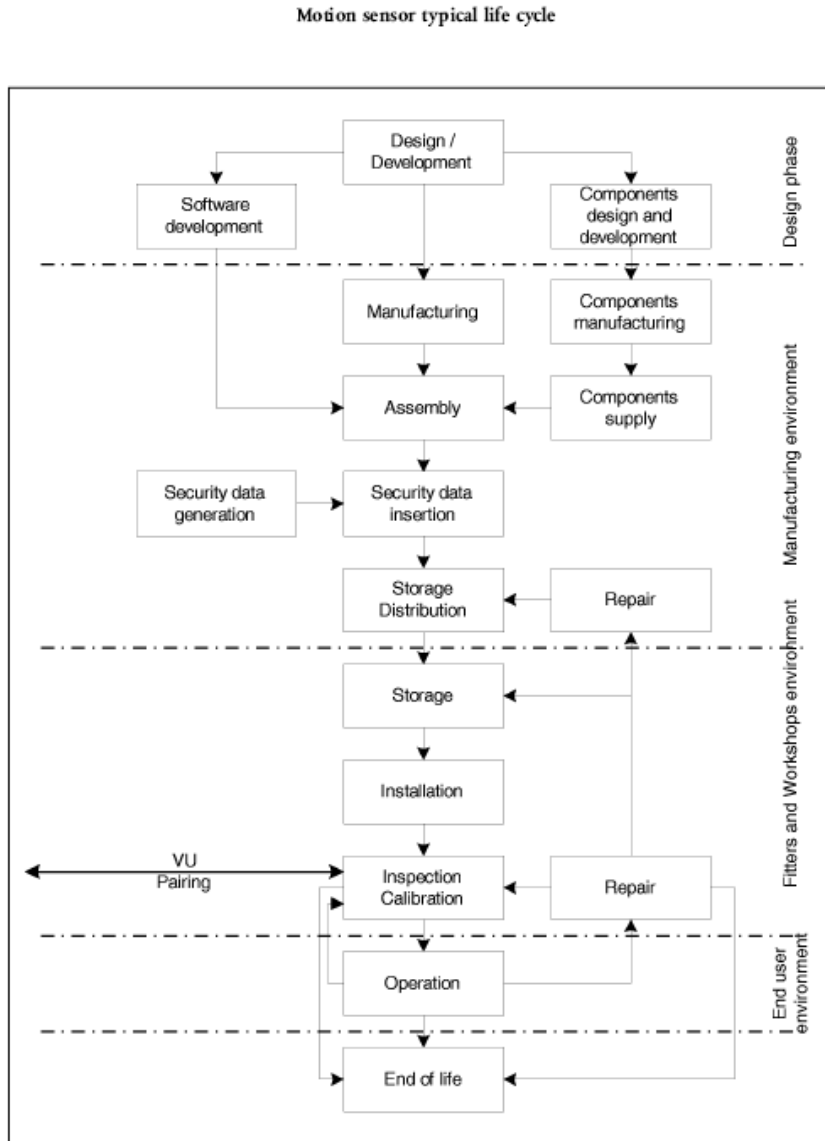 Motion sensor typical life cycle
Design /
Development
Software
development
Components
design and
development
Design phase
Manufacturing
Components
manufacturing
Assembly
Components
supply
Security data
generation
Security data
insertion
Storage
Distribution
Repair
Manufacturing environment
Storage
Installation
VU
Pairing
Inspection
Calibration
Repair
Fitters and Workshops environment
Operation
End user
environment
End of life